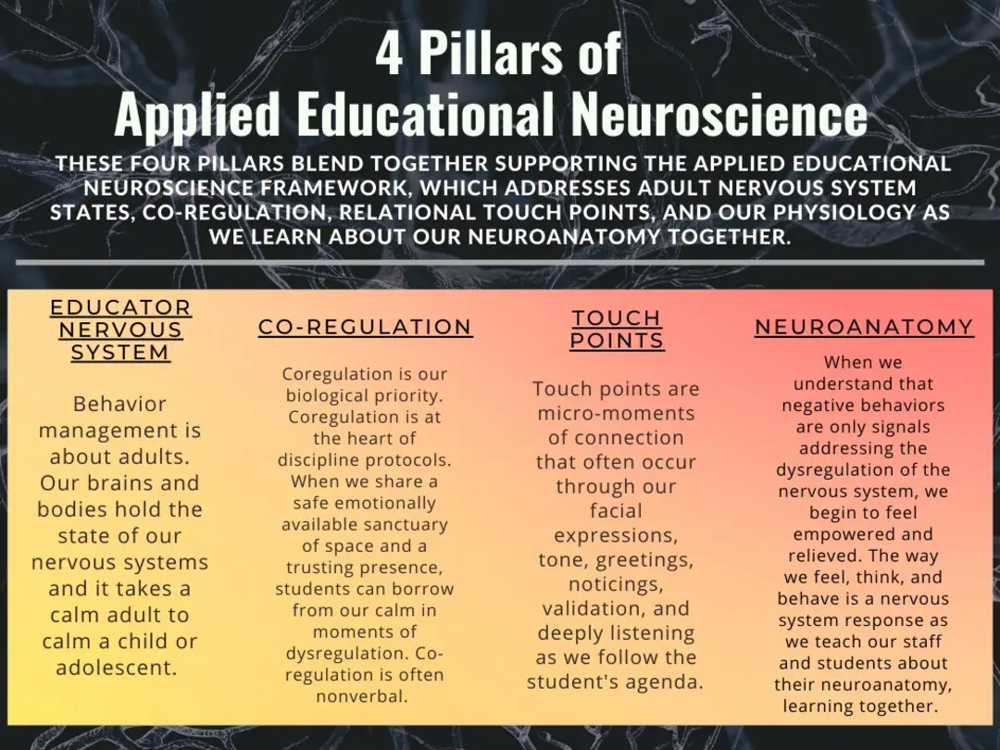 4 Pillars of
Applied Educational Neuroscience
THESE FOUR PILLARS BLEND TOGETHER SUPPORTING THE APPLIED EDUCATIONAL
NEUROSCIENCE FRAMEWORK, WHICH ADDRESSES ADULT NERVOUS SYSTEM
STATES, CO-REGULATION, RELATIONAL TOUCH POINTS, AND OUR PHYSIOLOGY AS
WE LEARN ABOUT OUR NEUROANATOMY TOGETHER.
EDUCATOR
NERVOUS
SYSTEM
Behavior
management is
about adults.
Our brains and
bodies hold the
state of our
nervous systems
and it takes a
calm adult to
calm a child or
adolescent.
CO-REGULATION
Coregulation is our
biological priority.
Coregulation is at
the heart of
discipline protocols.
When we share a
safe emotionally
available sanctuary
of space and a
trusting presence,
students can borrow
from our calm in
moments of
dysregulation. Co-
regulation is often
nonverbal.
TOUCH
POINTS
Touch points are
micro-moments
of connection
that often occur
through our
facial
expressions,
tone, greetings,
noticings,
validation, and
deeply listening
as we follow the
student's agenda.
NEUROANATOMY
When we
understand that
negative behaviors
are only signals
addressing the
dysregulation of the
nervous system, we
begin to feel
empowered and
relieved. The way
we feel, think, and
behave is a nervous
system response as
we teach our staff
and students about
their neuroanatomy,
learning together.